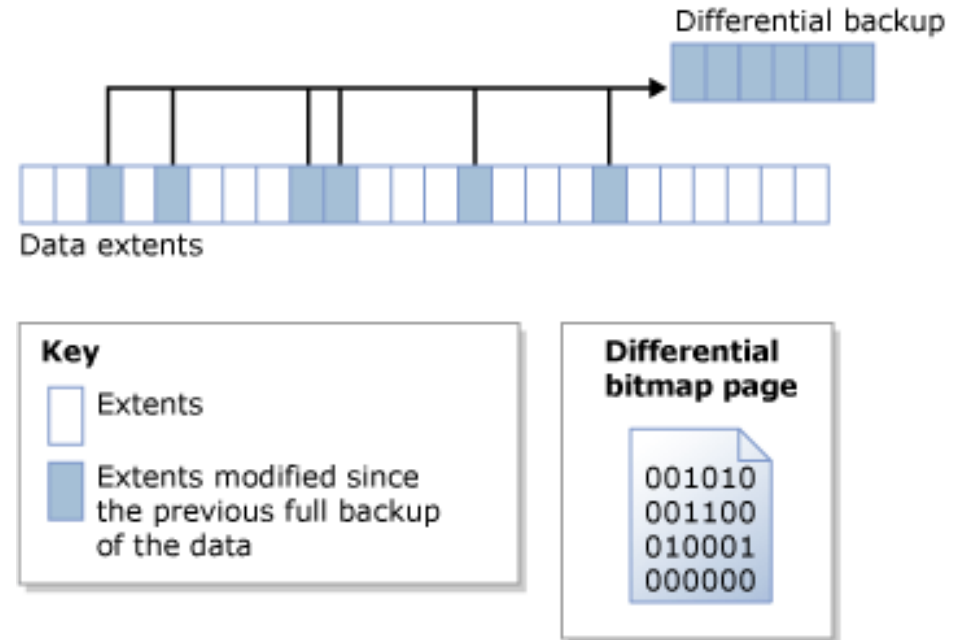 Differential backup
Data extents
Key
Extents
Extents modified since
the previous full backup
of the data
Differential
bitmap page
001010
001100
010001
000000